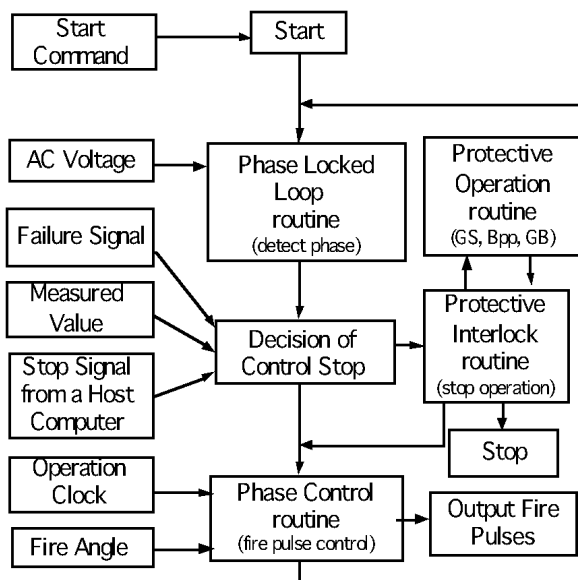 Start
Command
Start
AC Voltage
Phase Locked
Loop
routine
(detect phase)
Protective
Operation
routine
(GS, Bpp, GB)
Failure Signal
Measured
Value
Stop Signal
from a Host
Computer
Decision of
Control Stop
Protective
Interlock
routine
(stop operation)
Stop
Operation
Clock
Fire Angle
Phase Control
routine
(fire pulse control)
Output Fire
Pulses